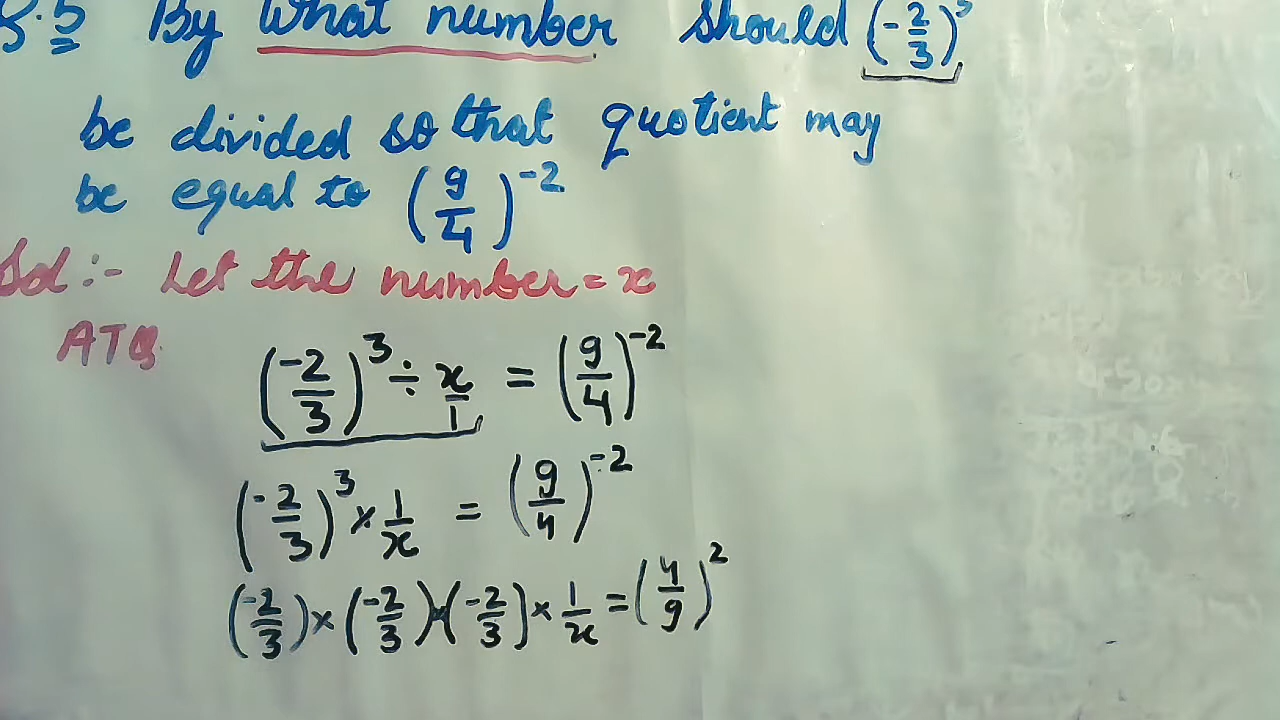 8.5 By What number should (-2/3)^3
be divided so that quotient may
be equal to (9/4)^-2
Sol :- Let the number = x
ATQ
(-2/3)^3 ÷ x/1 = (9/4)^-2
(-2/3)^3 × 1/x = (9/4)^-2
(-2/3) × (-2/3) × (-2/3) × 1/x = (4/9)^2